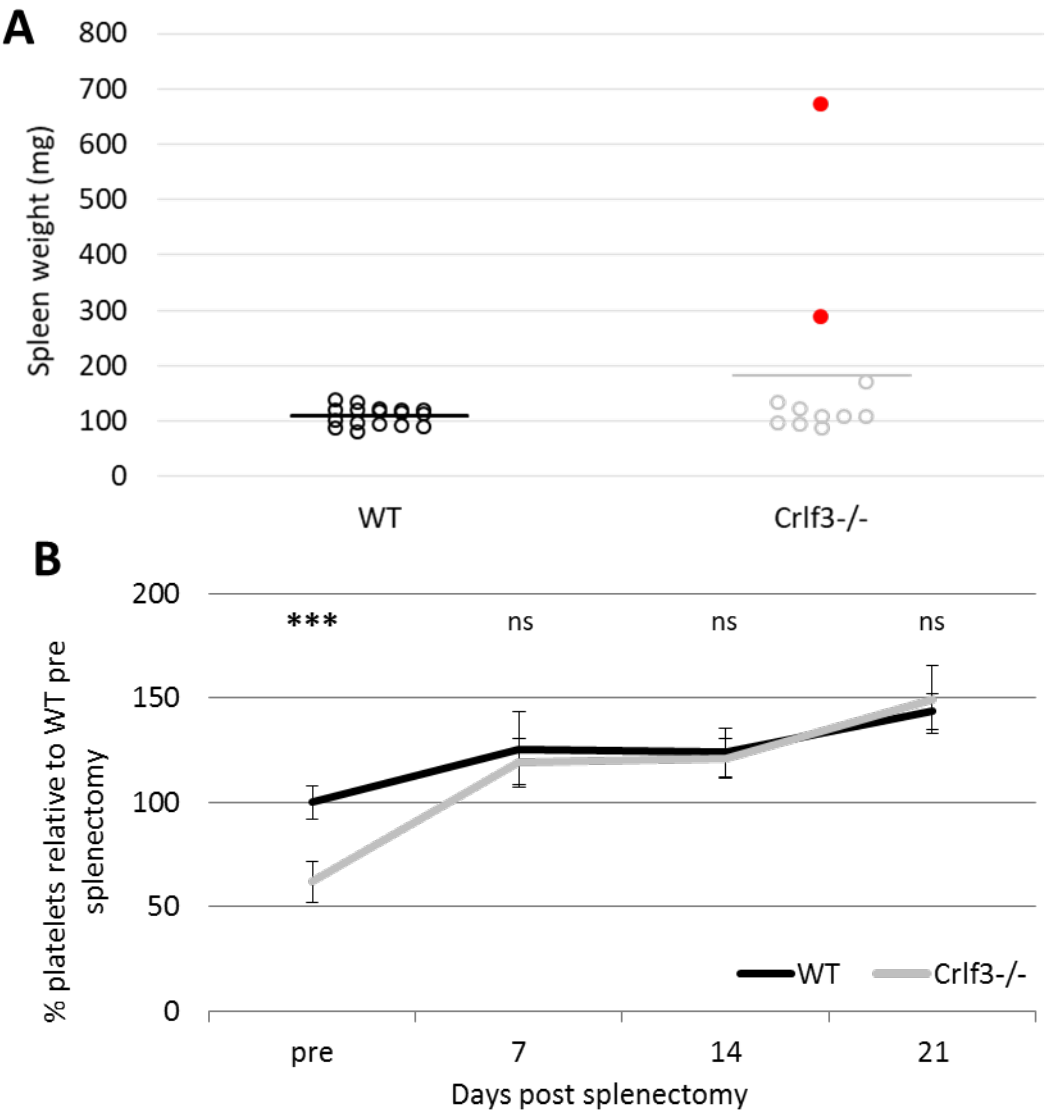 A
800
700
600
500
400
300
200
100
0
Spleen weight (mg)
WT
Crlf3-/-
B
200
150
100
50
0
% platelets relative to WT pre
splenectomy
***
ns
ns
ns
WT
Crlf3-/-
pre
7
14
21
Days post splenectomy